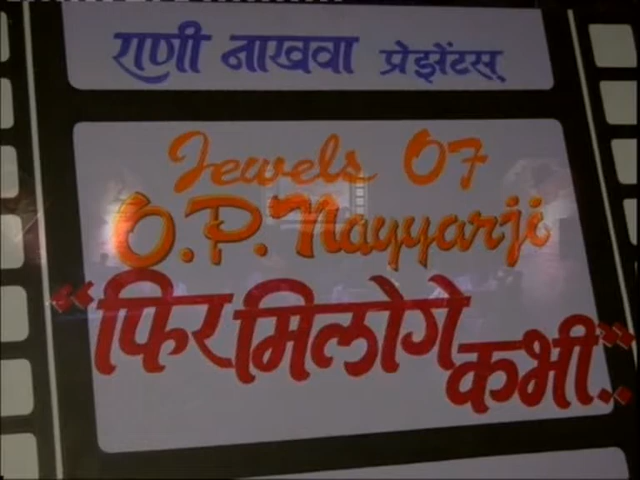 राणी नाखवा प्रेझेंटस्
Jewels Of
O.P. Nayyarji
"फिर मिलोगे
कभी"..